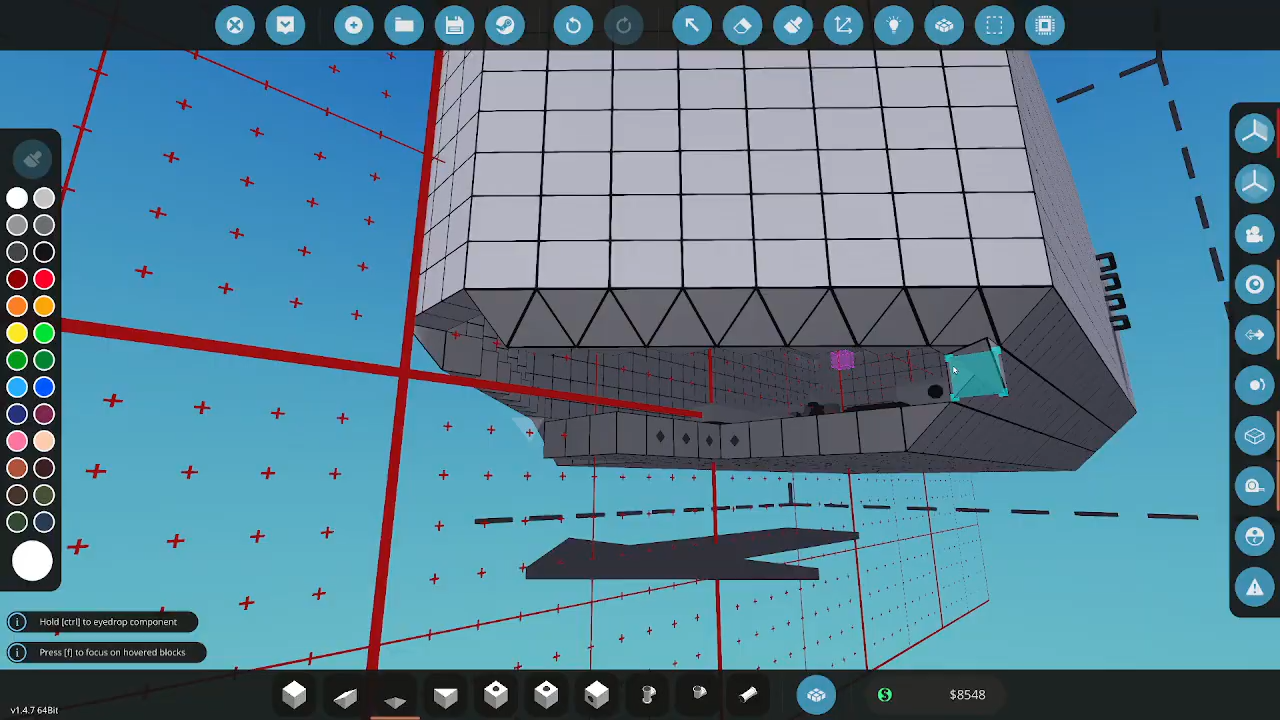 Hold [ctrl] to eyedrop component
Press [f] to focus on hovered blocks
v1.4.7 64Bit
$8548